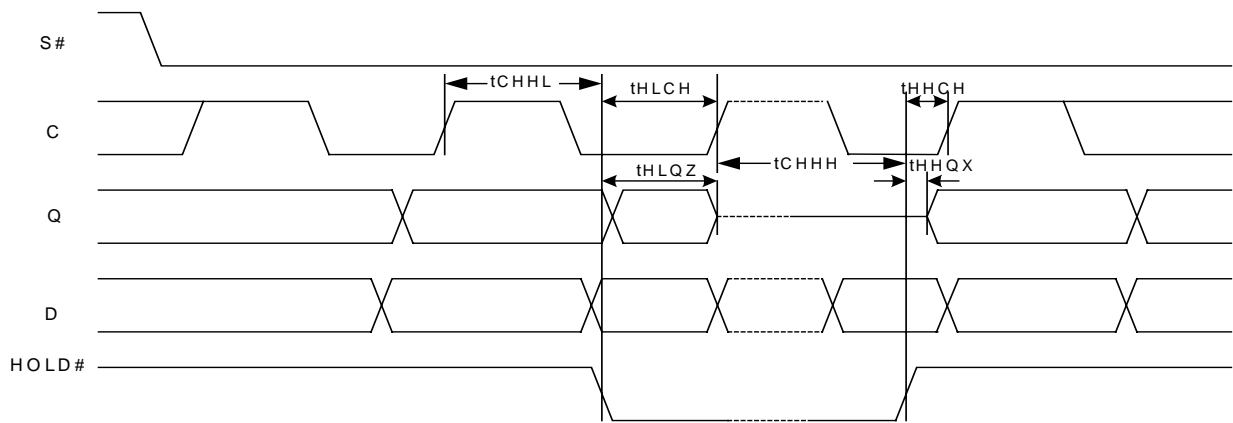 S#
tCHHL
tHLCH
tHHCH
C
tHLQZ
tCHHH
tHHQX
Q
D
HOLD#